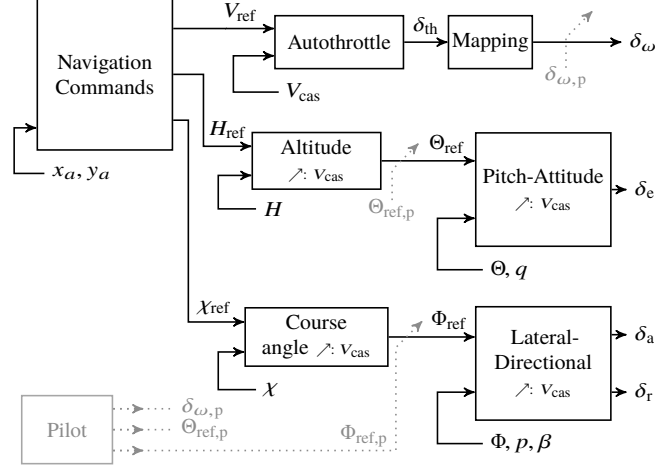 V_ref
Navigation
Commands
Autothrottle
δ_th
Mapping
δ_ω
δ_ω,p
V_cas
x_a, y_a
H_ref
Altitude
↗: V_cas
Θ_ref
Θ_ref,p
H
Pitch-Attitude
↗: V_cas
δ_e
Θ, q
χ_ref
Course
angle ↗: V_cas
Φ_ref
χ
Lateral-
Directional
↗: V_cas
δ_a
δ_r
Φ, p, β
Pilot
δ_ω,p
Θ_ref,p
Φ_ref,p